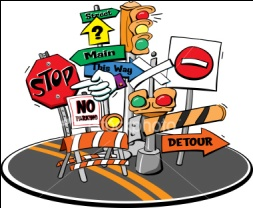 Street
?
Main
This Way
STOP
NO
PARKING
DETOUR